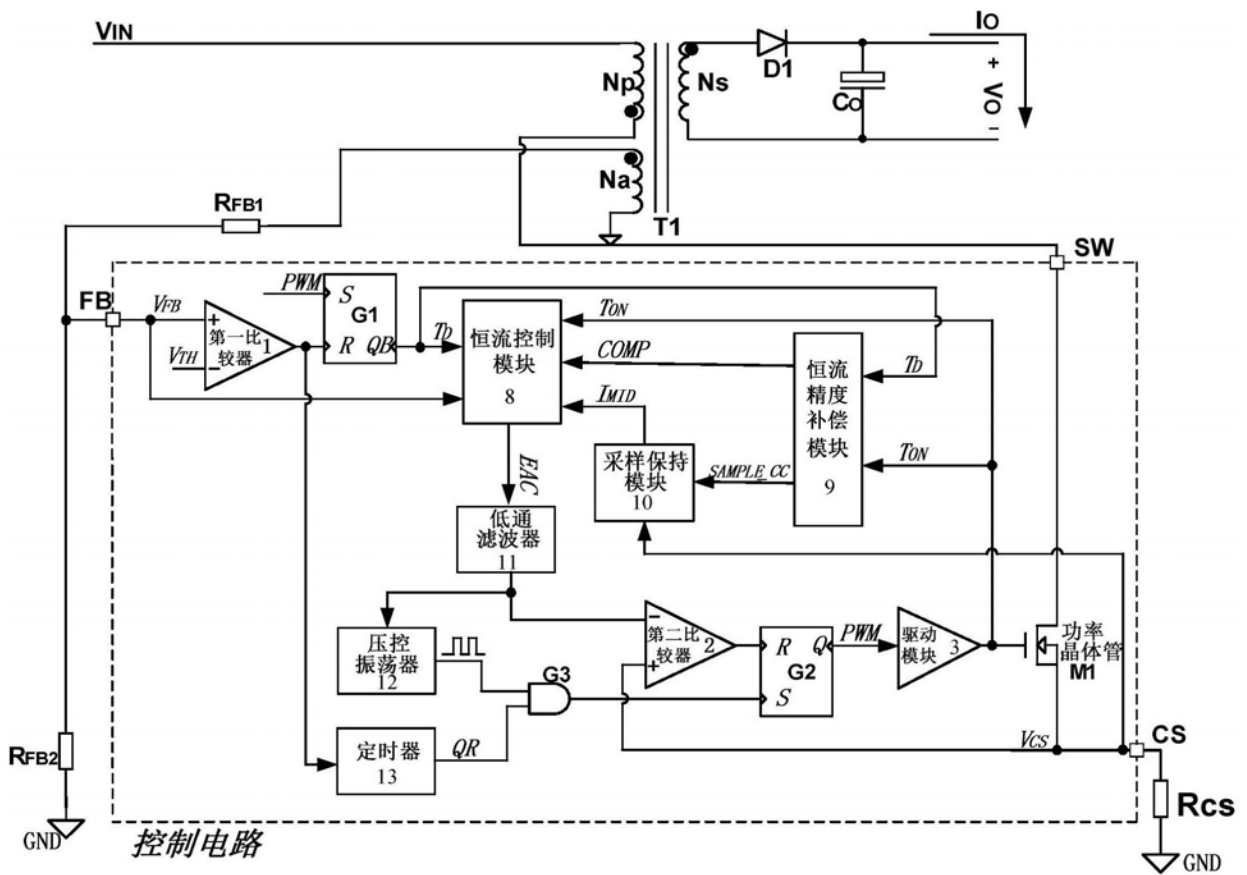 VIN
IO
Np
Ns
D1
CO
+
VO
−
Na
T1
RFB1
SW
FB
VFB
VTH
+
−
第一比
较器
1
PWM
S
G1
R QB
TD
恒流控制
模块
8
TON
COMP
IMID
恒流
精度
补偿
模块
9
TD
TON
采样保持
模块
10
SAMPLE_CC
EAC
低通
滤波器
11
压控
振荡器
12
G3
定时器
13
QR
−
+
第二比
较器
2
R Q
G2
S
PWM
驱动
模块
3
功率
晶体管
M1
VCS
CS
RCS
GND
RFB2
GND
控制电路